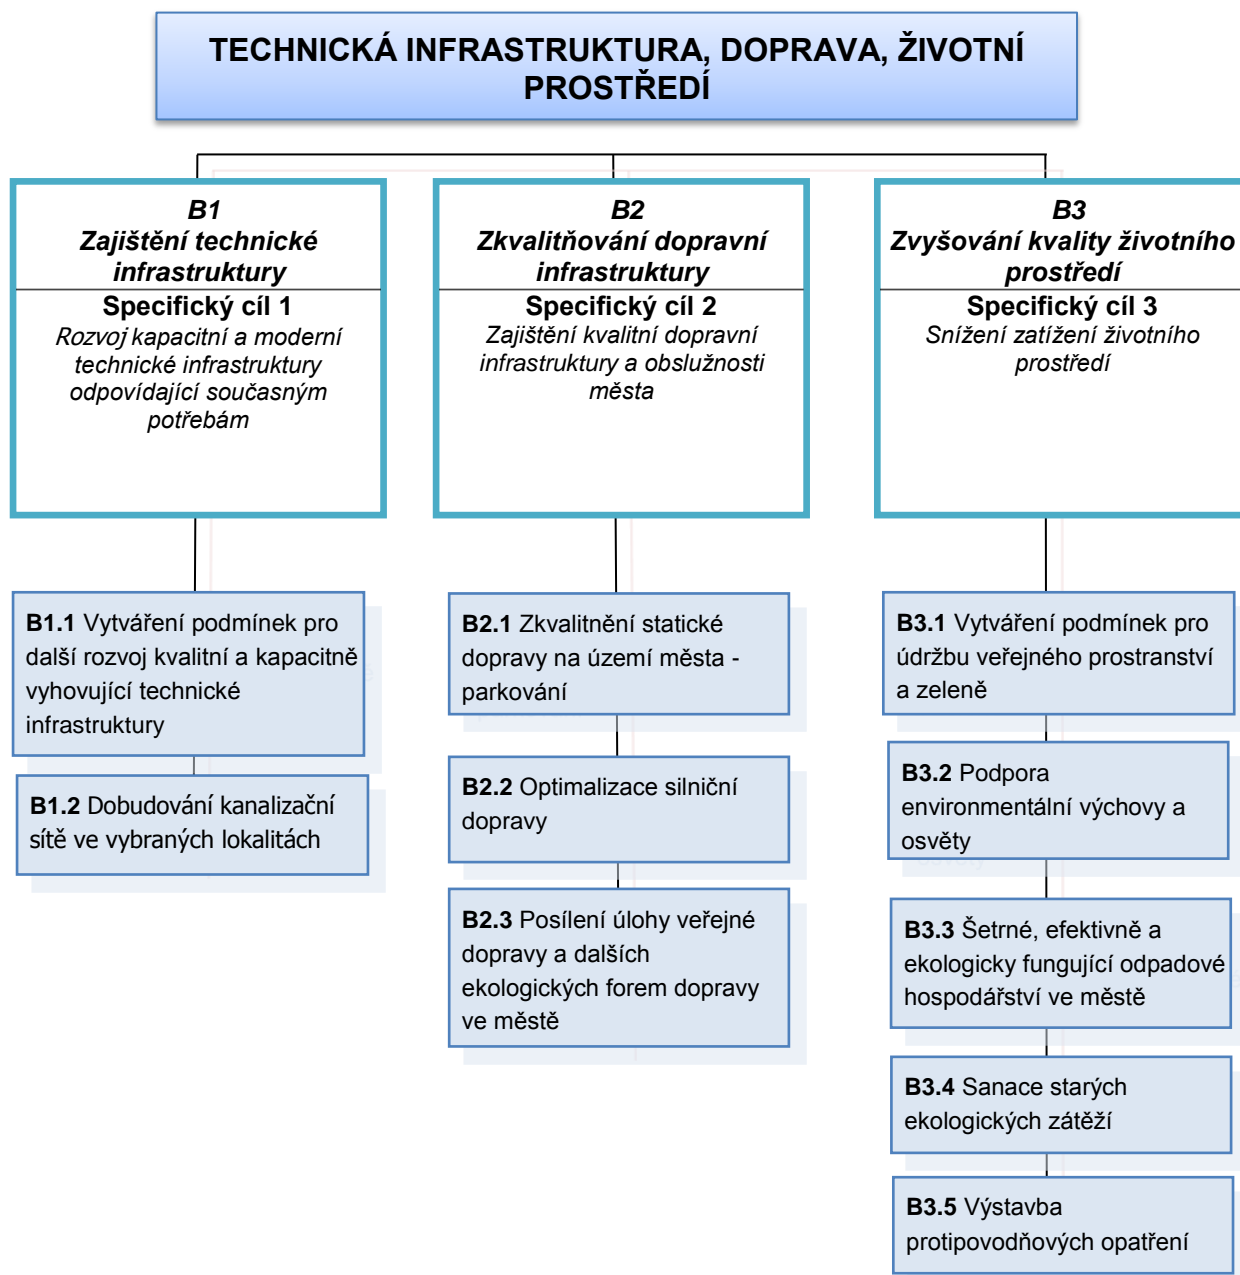 TECHNICKÁ INFRASTRUKTURA, DOPRAVA, ŽIVOTNÍ
PROSTŘEDÍ
B1
Zajištění technické
infrastruktury
Specifický cíl 1
Rozvoj kapacitní a moderní
technické infrastruktury
odpovídající současným
potřebám
B2
Zkvalitňování dopravní
infrastruktury
Specifický cíl 2
Zajištění kvalitní dopravní
infrastruktury a obslužnosti
města
B3
Zvyšování kvality životního
prostředí
Specifický cíl 3
Snížení zatížení životního
prostředí
B1.1 Vytváření podmínek pro
další rozvoj kvalitní a kapacitně
vyhovující technické
infrastruktury
B1.2 Dobudování kanalizační
sítě ve vybraných lokalitách
B2.1 Zkvalitnění statické
dopravy na území města -
parkování
B2.2 Optimalizace silniční
dopravy
B2.3 Posílení úlohy veřejné
dopravy a dalších
ekologických forem dopravy
ve městě
B3.1 Vytváření podmínek pro
údržbu veřejného prostranství
a zeleně
B3.2 Podpora
environmentální výchovy a
osvěty
B3.3 Šetrné, efektivně a
ekologicky fungující odpadové
hospodářství ve městě
B3.4 Sanace starých
ekologických zátěží
B3.5 Výstavba
protipovodňových opatření